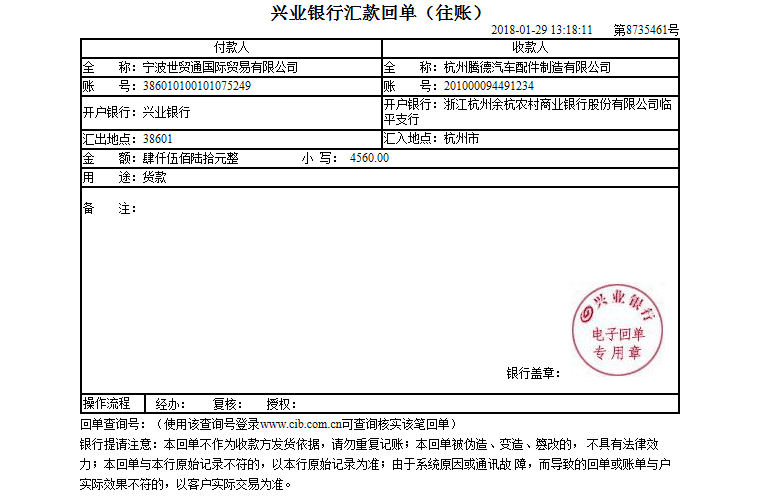 兴业银行汇款回单（往账）
2018-01-29 13:18:11 第8735461号
付款人 收款人
全 称：宁波世贸通国际贸易有限公司 全 称：杭州腾德汽车配件制造有限公司
账 号：386010100101075249 账 号：201000094491234
开户银行：兴业银行 开户银行：浙江杭州余杭农村商业银行股份有限公司临
平支行
汇出地点：38601 汇入地点：杭州市
金 额：肆仟伍佰陆拾元整 小 写： 4560.00
用 途：货款
备 注：
兴业银行
电子回单
专用章
银行盖章：
操作流程 经办： 复核： 授权：
回单查询号：（使用该查询号登录www.cib.com.cn可查询核实该笔回单）
银行提请注意：本回单不作为收款方发货依据，请勿重复记账；本回单被伪造、变造、篡改的，不具有法律效
力；本回单与本行原始记录不符的，以本行原始记录为准；由于系统原因或通讯故 障，而导致的回单或账单与户
实际效果不符的，以客户实际交易为准。